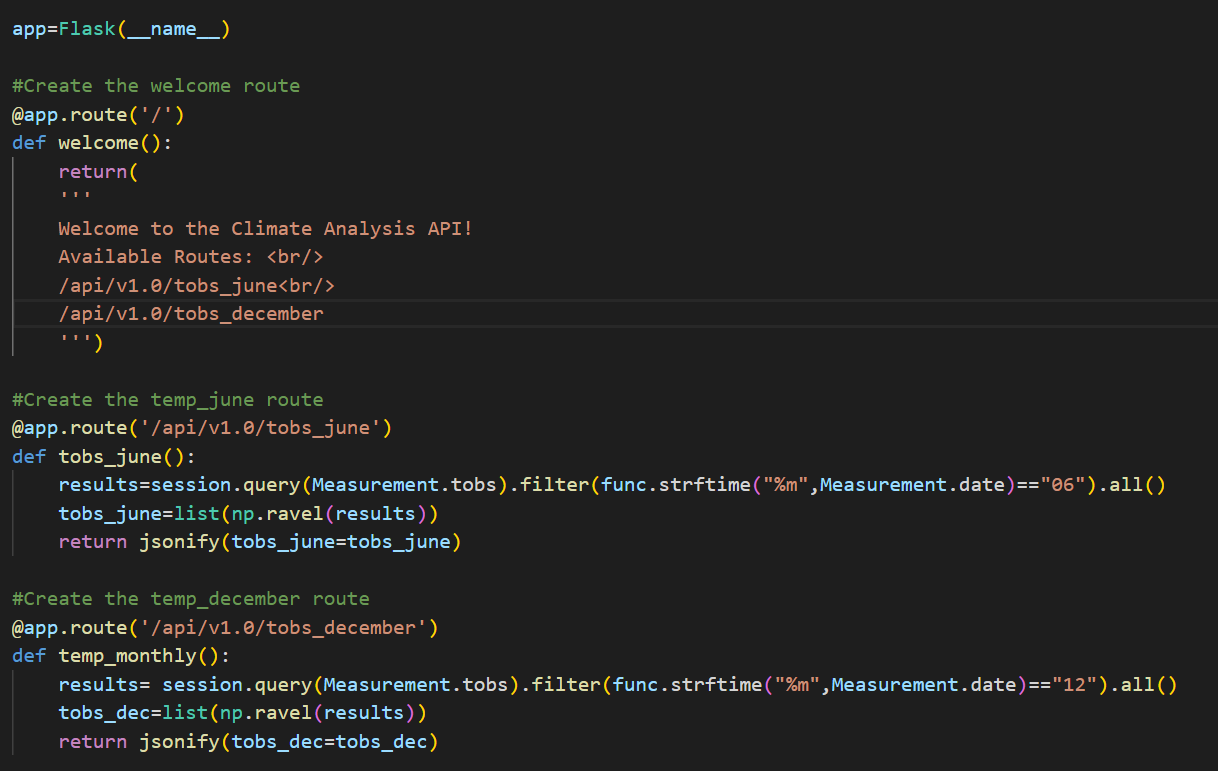 app=Flask(__name__)
#Create the welcome route
@app.route('/')
def welcome():
    return(
    '''
    Welcome to the Climate Analysis API!
    Available Routes: <br/>
    /api/v1.0/tobs_june<br/>
    /api/v1.0/tobs_december
    ''')
#Create the temp_june route
@app.route('/api/v1.0/tobs_june')
def tobs_june():
    results=session.query(Measurement.tobs).filter(func.strftime("%m",Measurement.date)=="06").all()
    tobs_june=list(np.ravel(results))
    return jsonify(tobs_june=tobs_june)
#Create the temp_december route
@app.route('/api/v1.0/tobs_december')
def temp_monthly():
    results= session.query(Measurement.tobs).filter(func.strftime("%m",Measurement.date)=="12").all()
    tobs_dec=list(np.ravel(results))
    return jsonify(tobs_dec=tobs_dec)